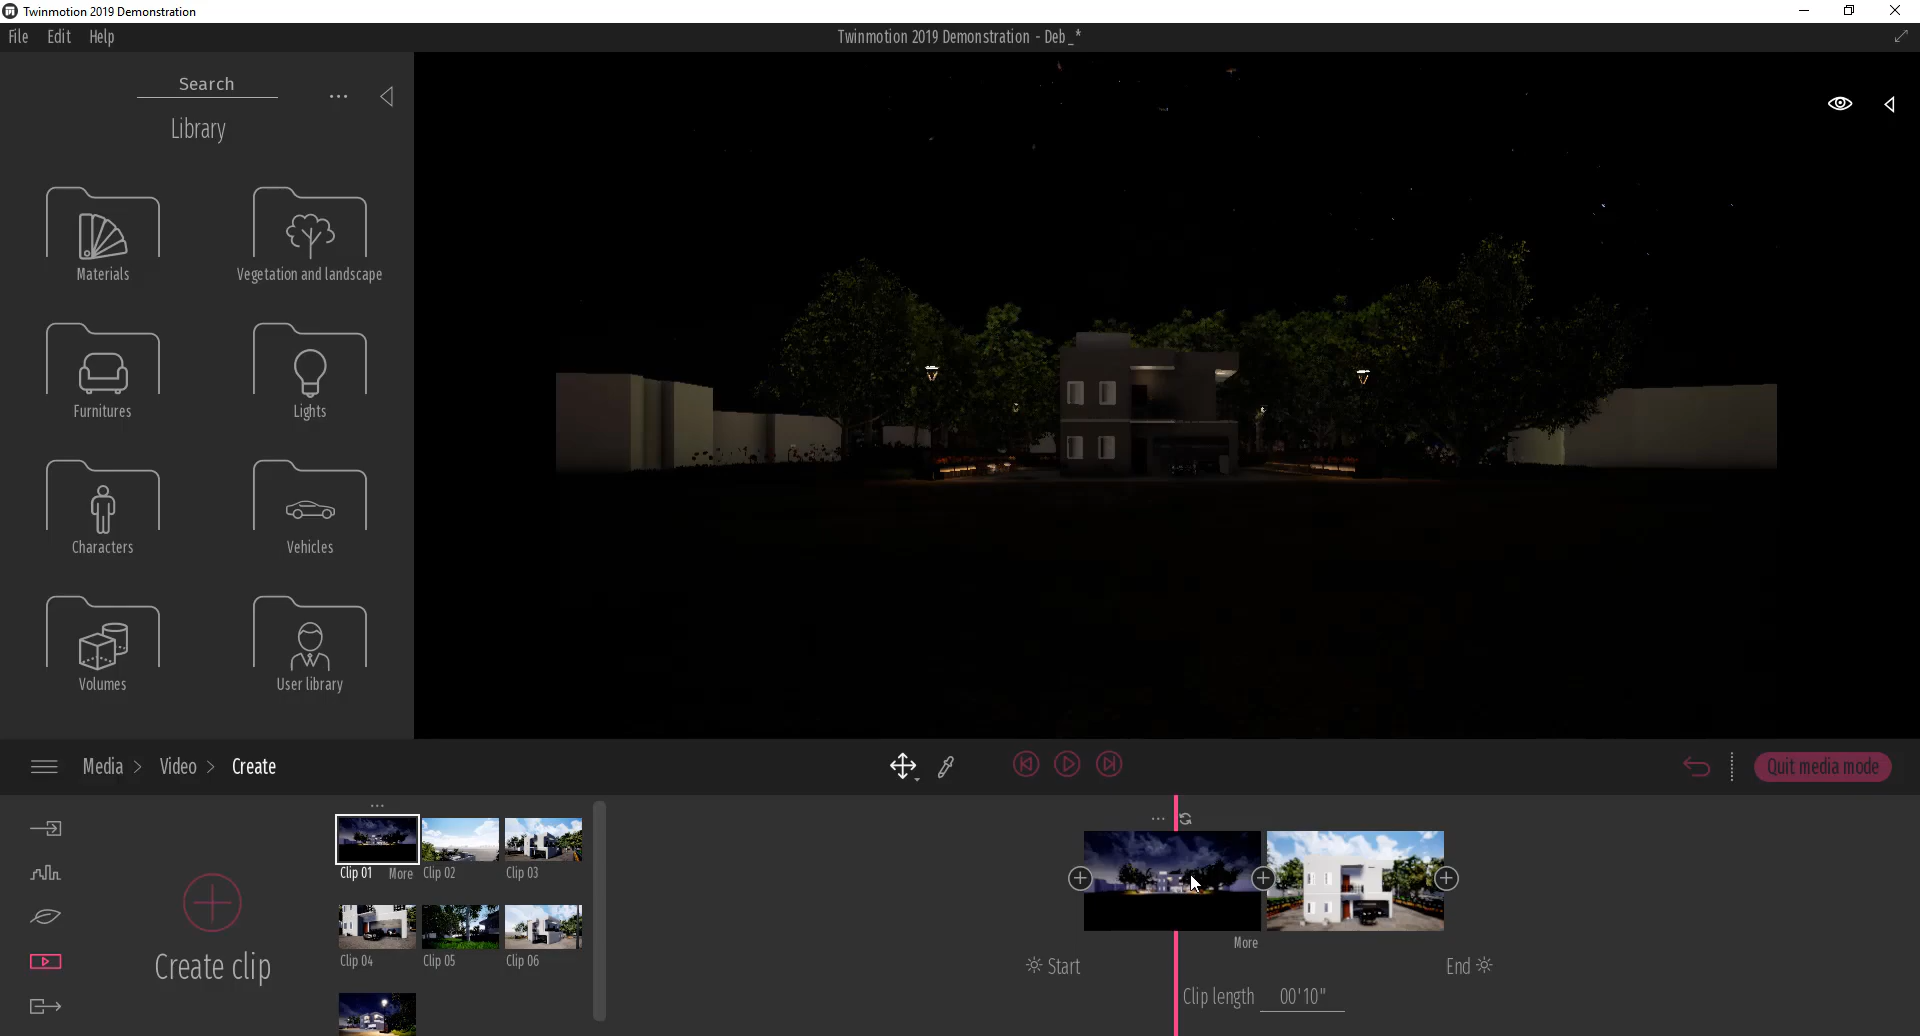 Twinmotion 2019 Demonstration
File Edit Help
Twinmotion 2019 Demonstration - Deb_*
Search
Library
Materials
Vegetation and landscape
Furnitures
Lights
Characters
Vehicles
Volumes
User library
Media > Video > Create
Quit media mode
Create clip
Clip 01 More
Clip 02
Clip 03
Clip 04
Clip 05
Clip 06
More
Start
End
Clip length 00'10"